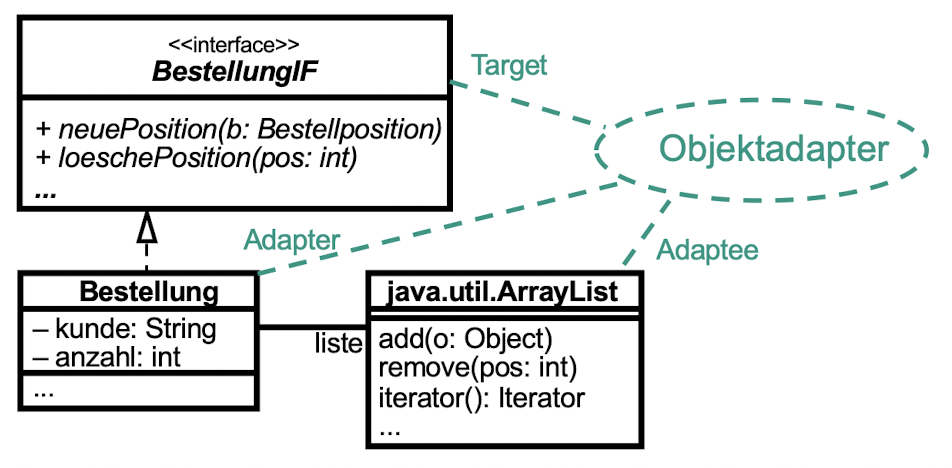 <<interface>>
BestellungIF
+ neuePosition(b: Bestellposition)
+ loeschePosition(pos: int)
...
Target
Objektadapter
Adapter
Adaptee
Bestellung
– kunde: String
– anzahl: int
...
liste
java.util.ArrayList
add(o: Object)
remove(pos: int)
iterator(): Iterator
...